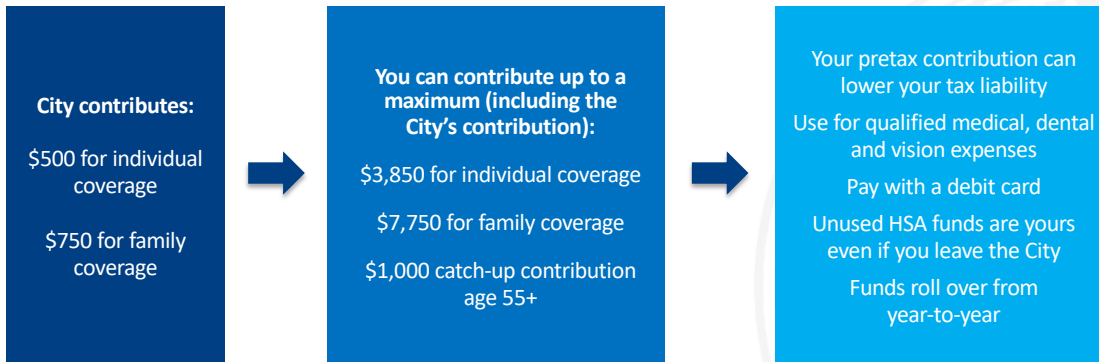 City contributes:
$500 for individual
coverage
$750 for family
coverage
You can contribute up to a
maximum (including the
City’s contribution):
$3,850 for individual coverage
$7,750 for family coverage
$1,000 catch-up contribution
age 55+
Your pretax contribution can
lower your tax liability
Use for qualified medical, dental
and vision expenses
Pay with a debit card
Unused HSA funds are yours
even if you leave the City
Funds roll over from
year-to-year